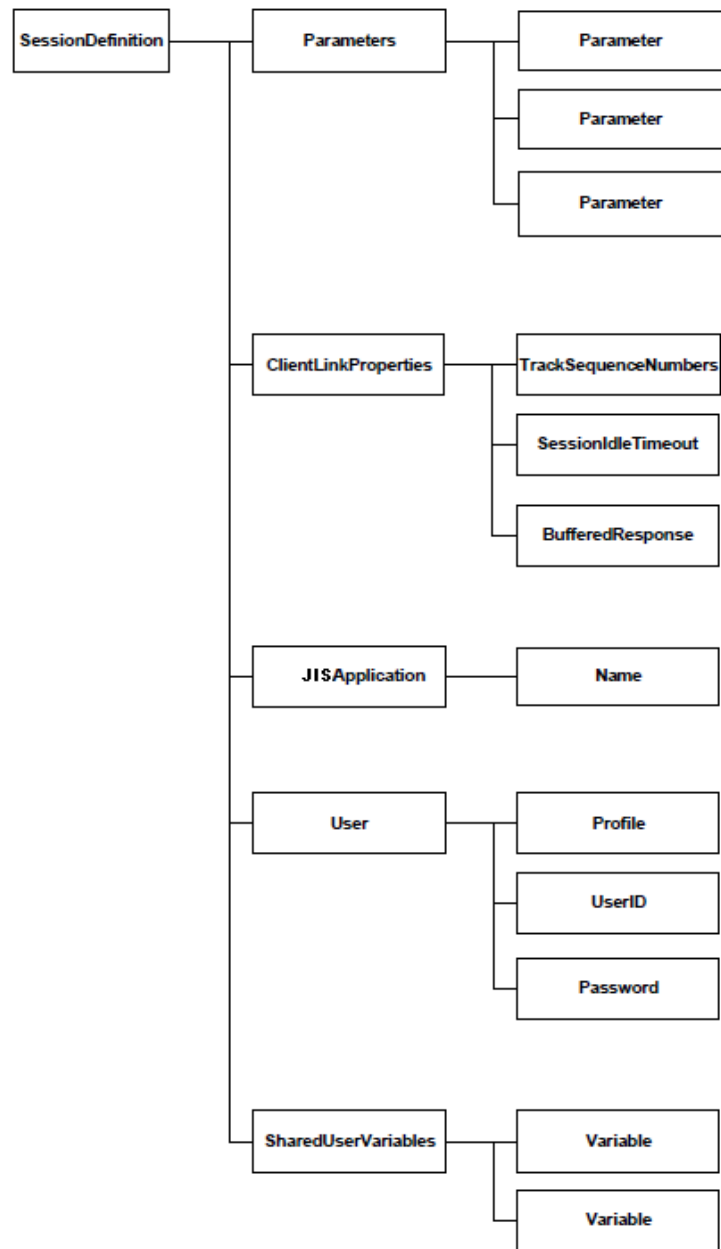 SessionDefinition
Parameters
Parameter
Parameter
Parameter
ClientLinkProperties
TrackSequenceNumbers
SessionIdleTimeout
BufferedResponse
JISApplication
Name
User
Profile
UserID
Password
SharedUserVariables
Variable
Variable